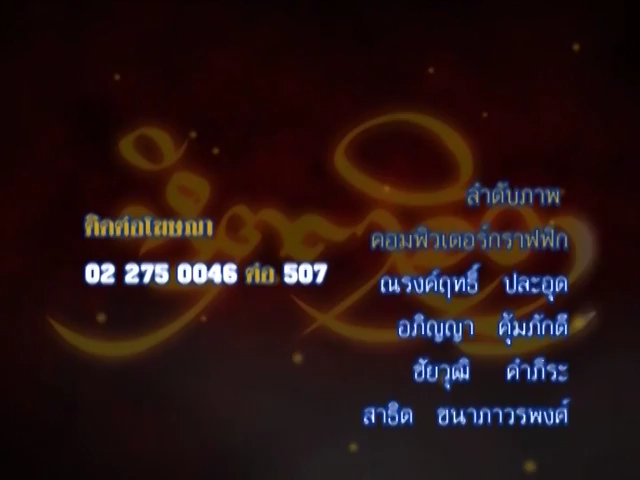 ติดต่อโฆษณา
02 275 0046 ต่อ 507
ลำดับภาพ
คอมพิวเตอร์กราฟฟิก
ณรงค์ฤทธิ์ ปละอุด
อภิญญา คุ้มภักดี
ชัยวุฒิ คำภิระ
สาธิต ชนาภาวรพงศ์